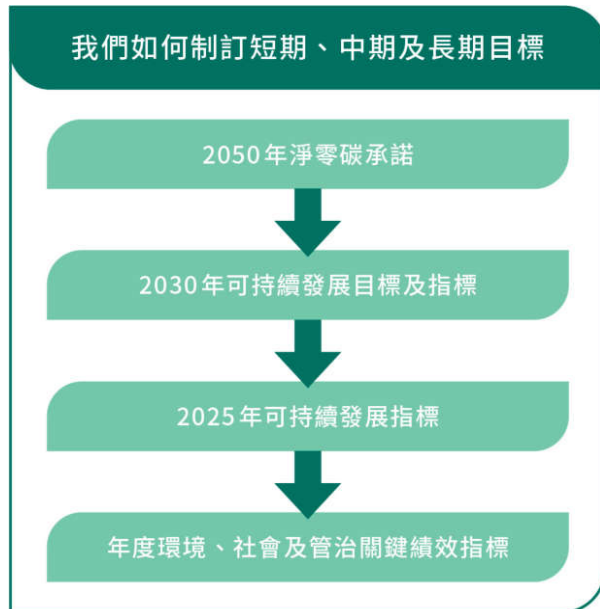 我們如何制訂短期、中期及長期目標
2050年淨零碳承諾
2030年可持續發展目標及指標
2025年可持續發展指標
年度環境、社會及管治關鍵績效指標